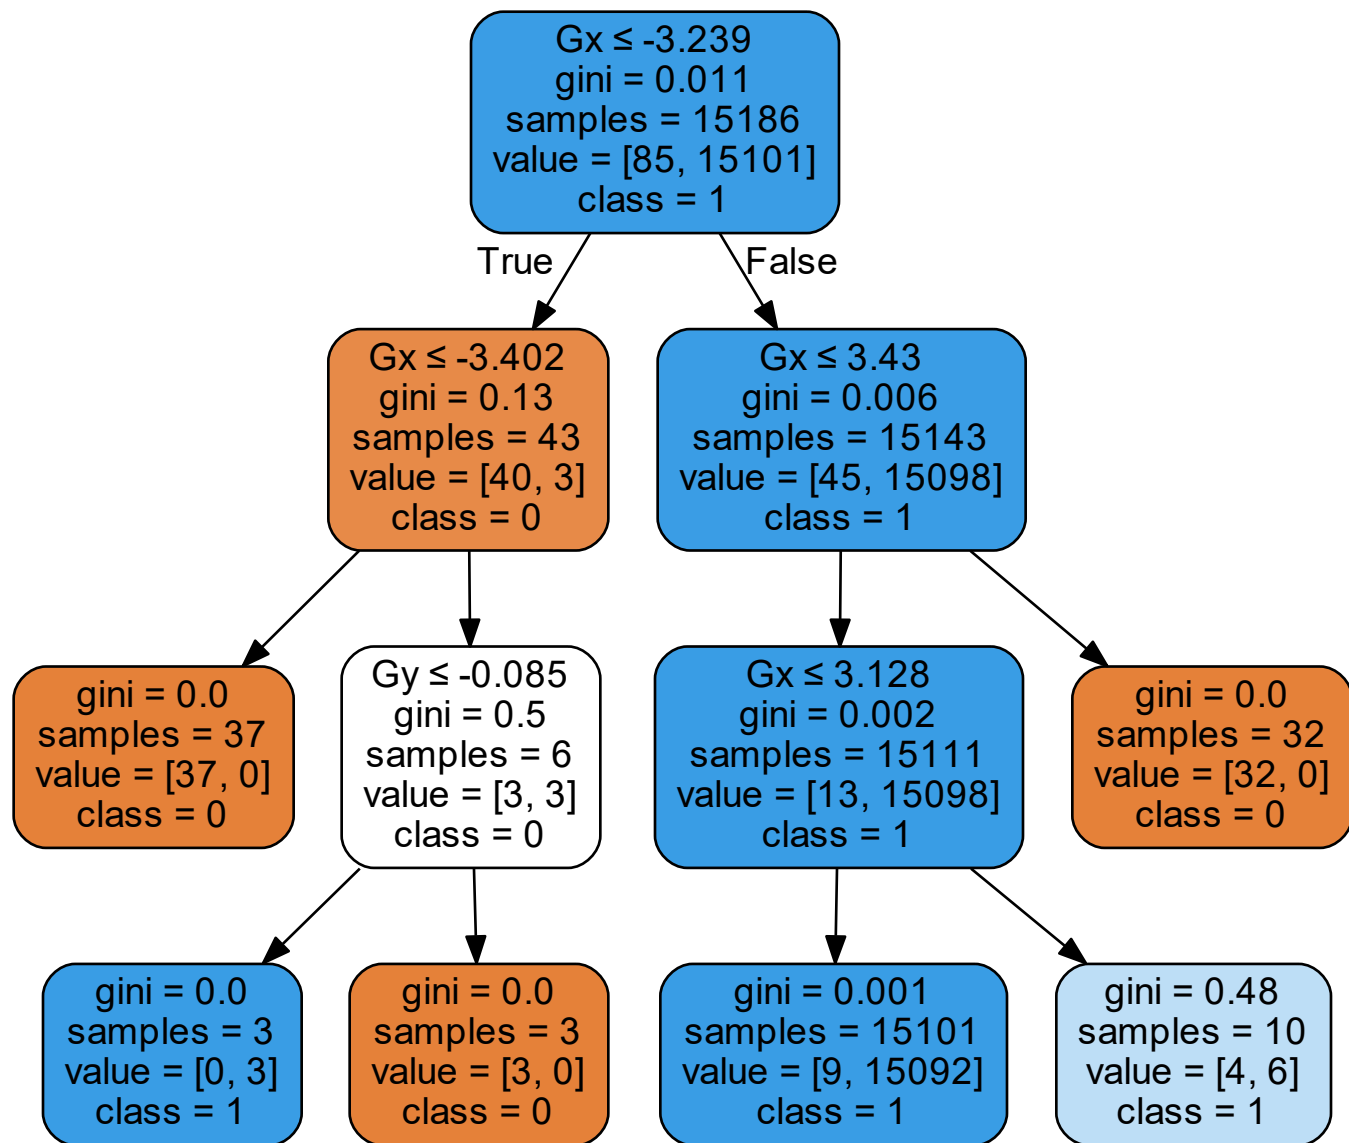 Gx ≤ -3.239
gini = 0.011
samples = 15186
value = [85, 15101]
class = 1
True
False
Gx ≤ -3.402
gini = 0.13
samples = 43
value = [40, 3]
class = 0
Gx ≤ 3.43
gini = 0.006
samples = 15143
value = [45, 15098]
class = 1
gini = 0.0
samples = 37
value = [37, 0]
class = 0
Gy ≤ -0.085
gini = 0.5
samples = 6
value = [3, 3]
class = 0
Gx ≤ 3.128
gini = 0.002
samples = 15111
value = [13, 15098]
class = 1
gini = 0.0
samples = 32
value = [32, 0]
class = 0
gini = 0.0
samples = 3
value = [0, 3]
class = 1
gini = 0.0
samples = 3
value = [3, 0]
class = 0
gini = 0.001
samples = 15101
value = [9, 15092]
class = 1
gini = 0.48
samples = 10
value = [4, 6]
class = 1